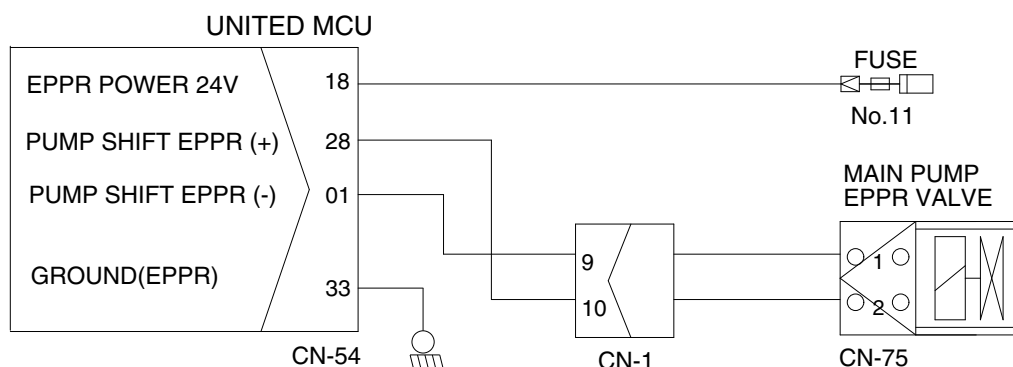 UNITED MCU
EPPR POWER 24V
18
FUSE
No.11
PUMP SHIFT EPPR (+)
28
PUMP SHIFT EPPR (-)
01
MAIN PUMP
EPPR VALVE
9
1
GROUND(EPPR)
33
10
2
CN-54
CN-1
CN-75